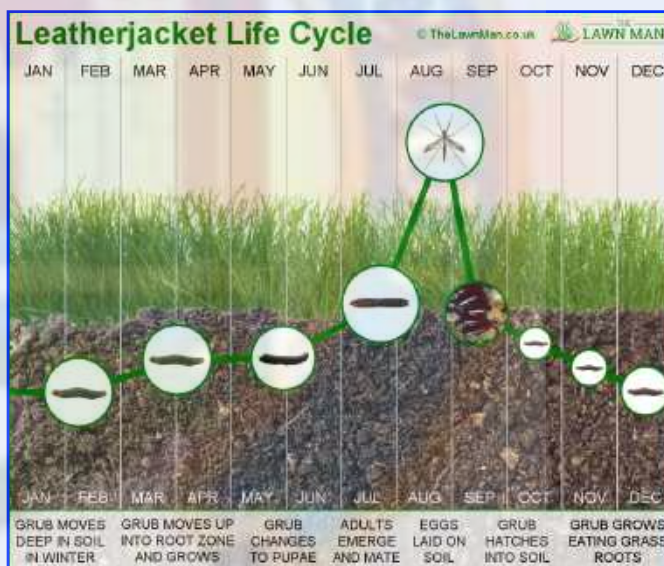 Leatherjacket Life Cycle
© TheLawnMan.co.uk
THE
LAWN MAN
JAN FEB MAR APR MAY JUN JUL AUG SEP OCT NOV DEC
JAN FEB MAR APR MAY JUN JUL AUG SEP OCT NOV DEC
GRUB MOVES
DEEP IN SOIL
IN WINTER
GRUB MOVES UP
INTO ROOT ZONE
AND GROWS
GRUB
CHANGES
TO PUPAE
ADULTS
EMERGE
AND MATE
EGGS
LAID ON
SOIL
GRUB
HATCHES
INTO SOIL
GRUB GROWS
EATING GRASS
ROOTS